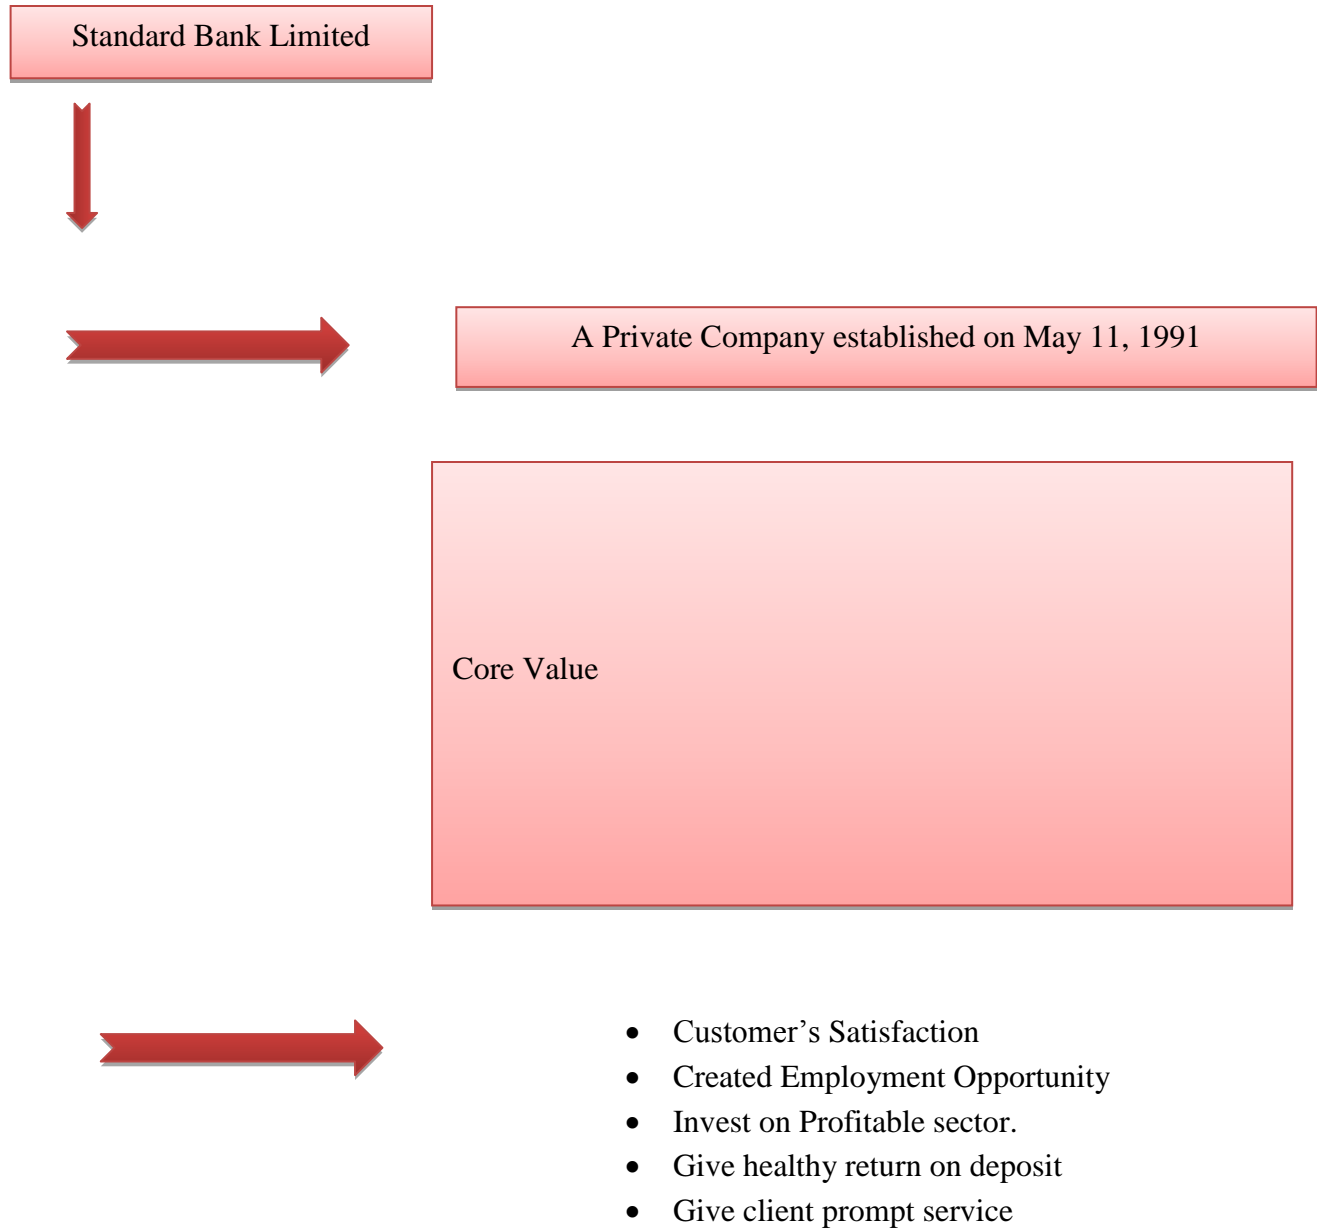 Standard Bank Limited
A Private Company established on May 11, 1991
Core Value
• Customer’s Satisfaction
• Created Employment Opportunity
• Invest on Profitable sector.
• Give healthy return on deposit
• Give client prompt service